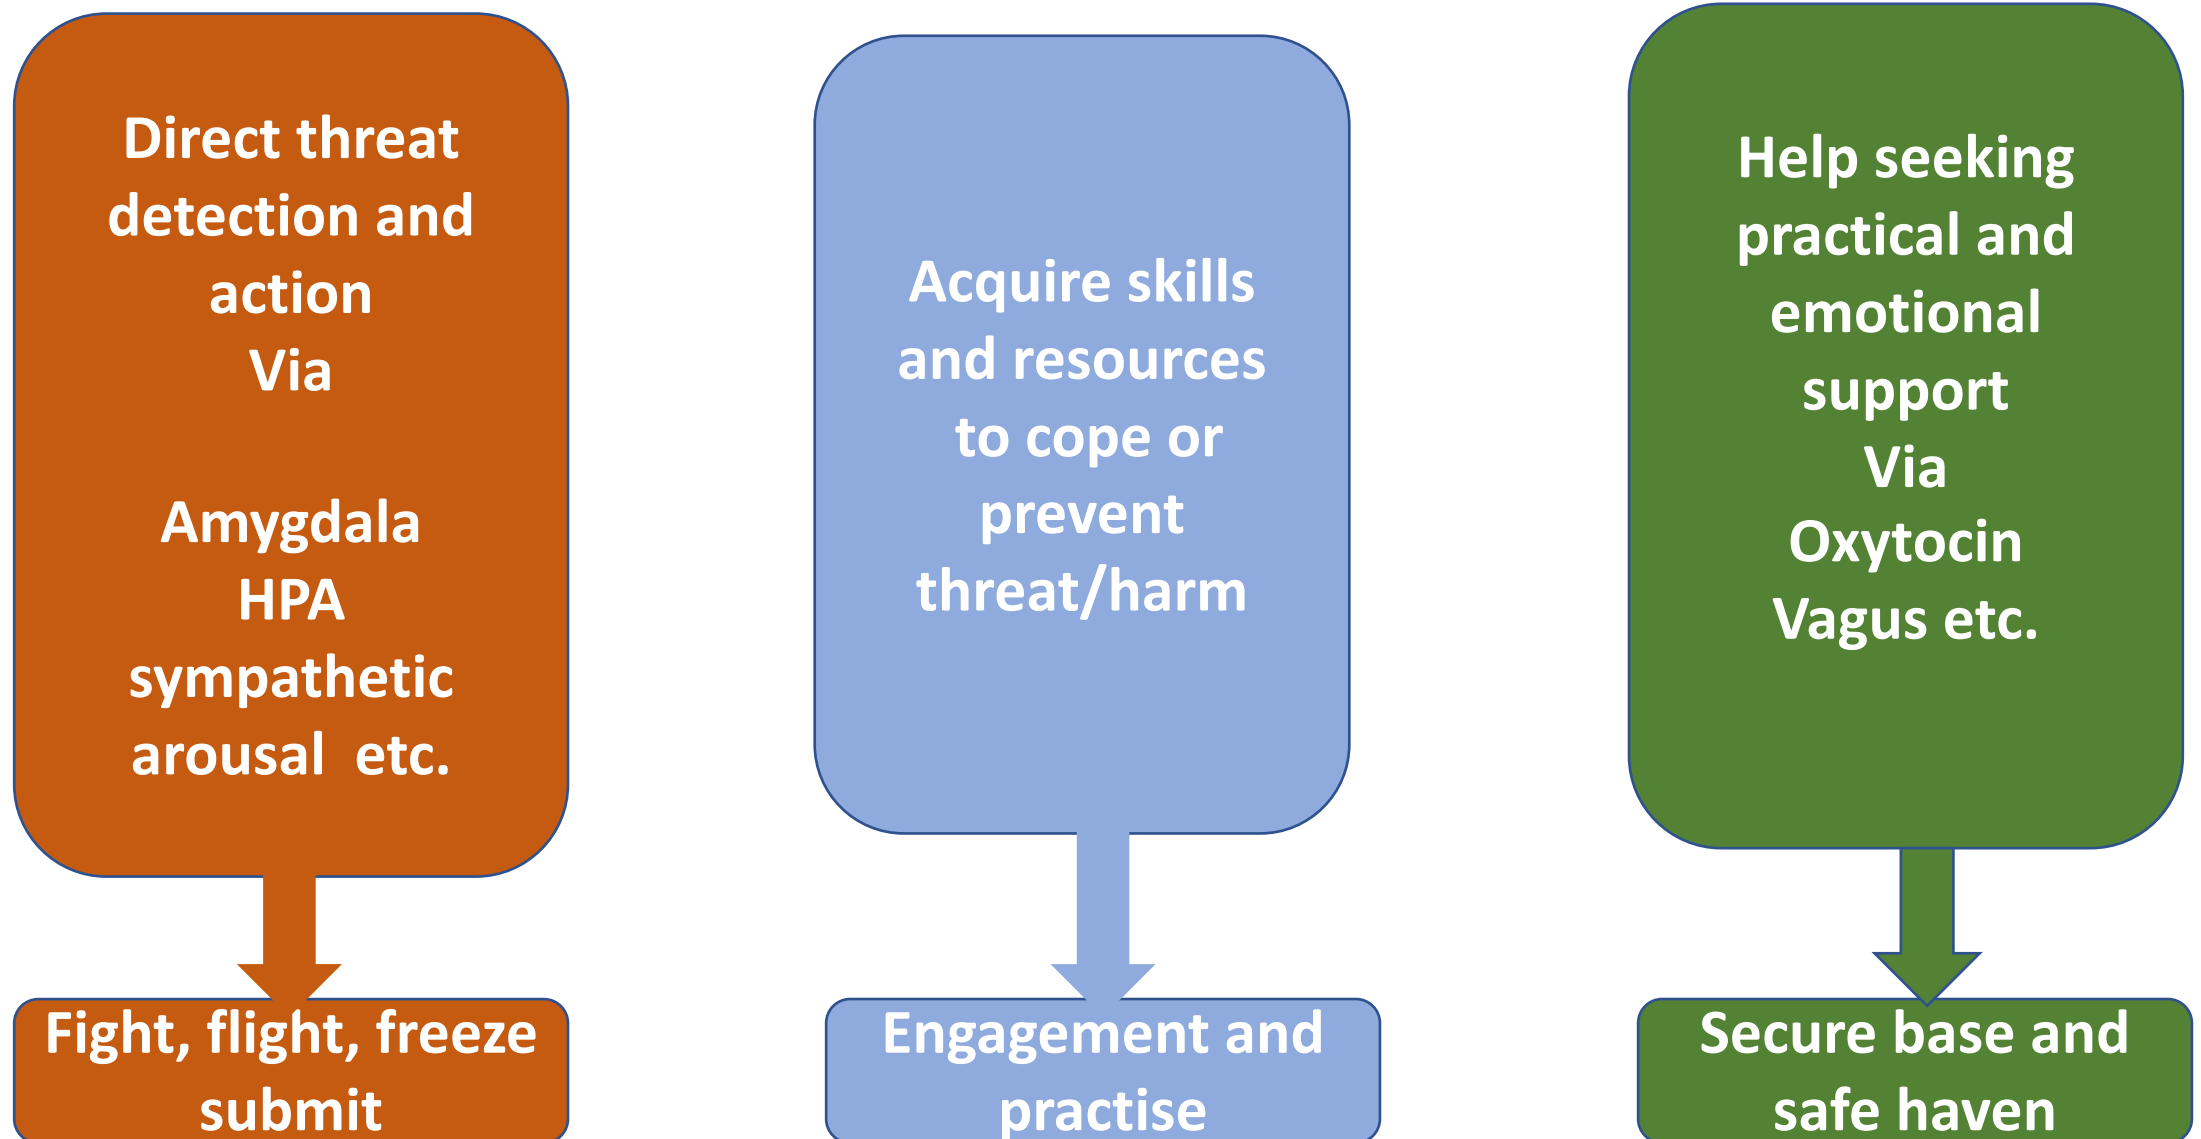 Direct threat
detection and
action
Via
Amygdala
HPA
sympathetic
arousal  etc.
Fight, flight, freeze
submit
Acquire skills
and resources
to cope or
prevent
threat/harm
Engagement and
practise
Help seeking
practical and
emotional
support
Via
Oxytocin
Vagus etc.
Secure base and
safe haven